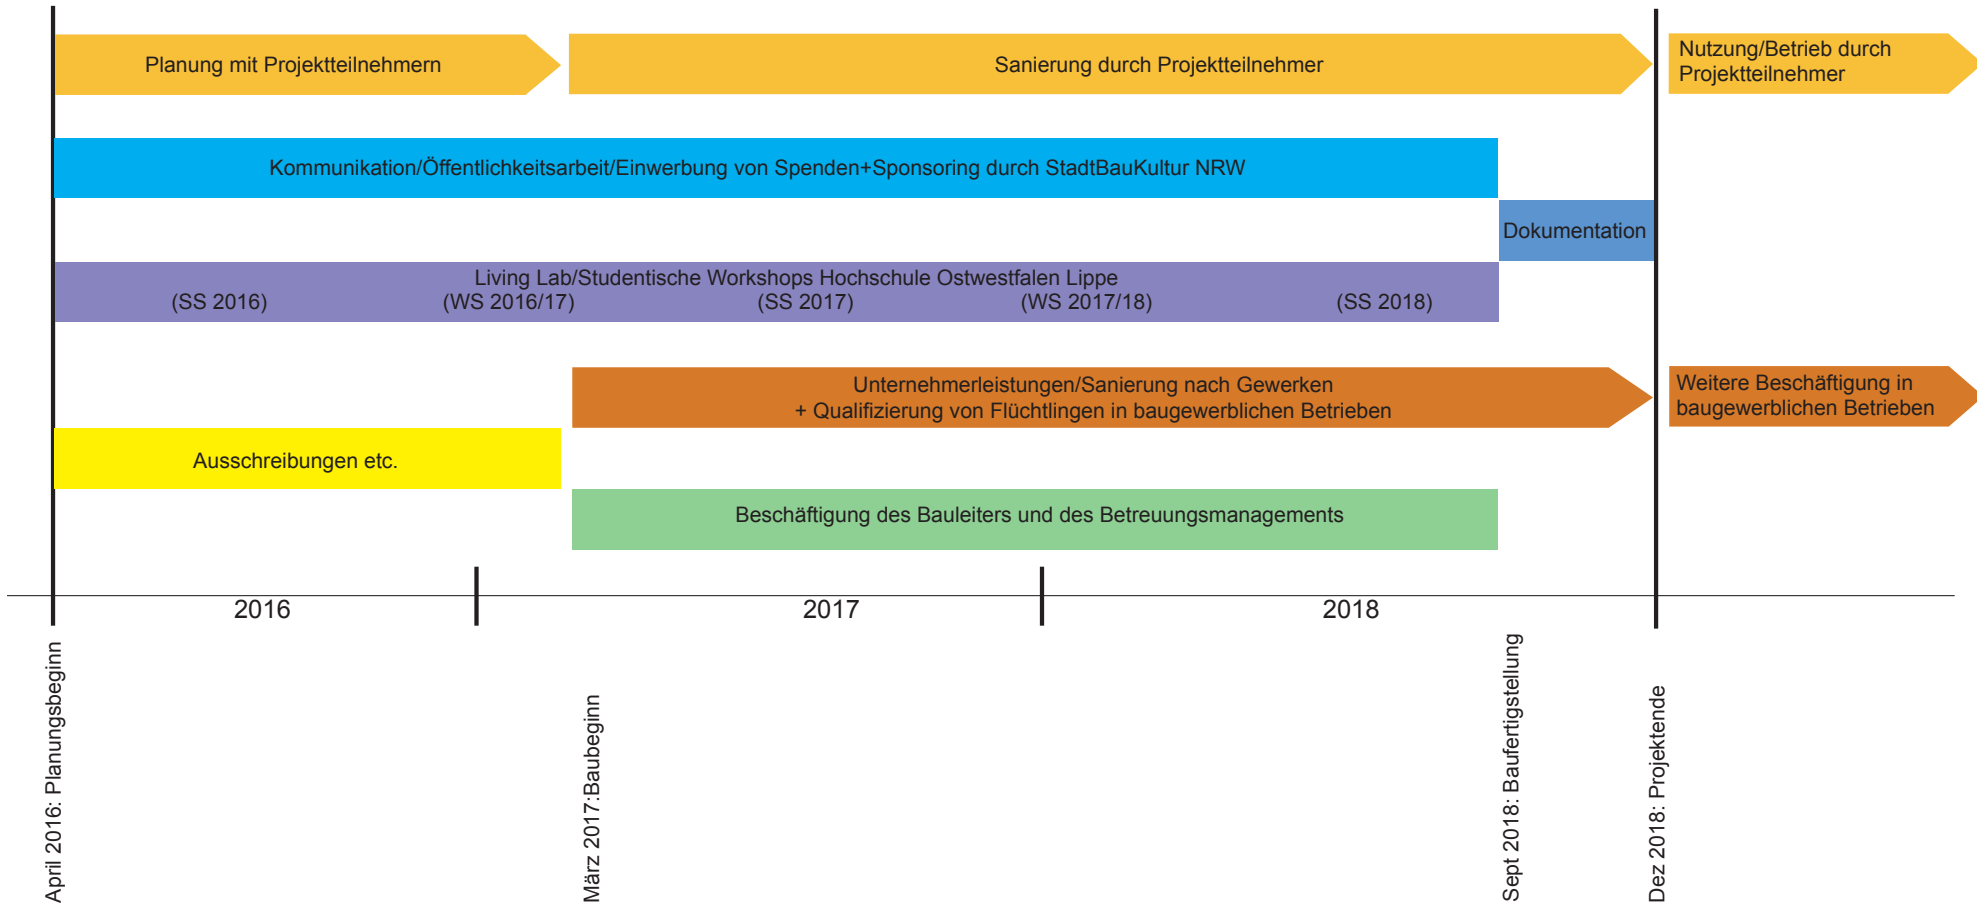 Planung mit Projektteilnehmern
Sanierung durch Projektteilnehmer
Nutzung/Betrieb durch
Projektteilnehmer
Kommunikation/Öffentlichkeitsarbeit/Einwerbung von Spenden+Sponsoring durch StadtBauKultur NRW
Dokumentation
Living Lab/Studentische Workshops Hochschule Ostwestfalen Lippe
(SS 2016)
(WS 2016/17)
(SS 2017)
(WS 2017/18)
(SS 2018)
Unternehmerleistungen/Sanierung nach Gewerken
+ Qualifizierung von Flüchtlingen in baugewerblichen Betrieben
Weitere Beschäftigung in
baugewerblichen Betrieben
Ausschreibungen etc.
Beschäftigung des Bauleiters und des Betreuungsmanagements
2016
2017
2018
April 2016: Planungsbeginn
März 2017:Baubeginn
Sept 2018: Baufertigstellung
Dez 2018: Projektende